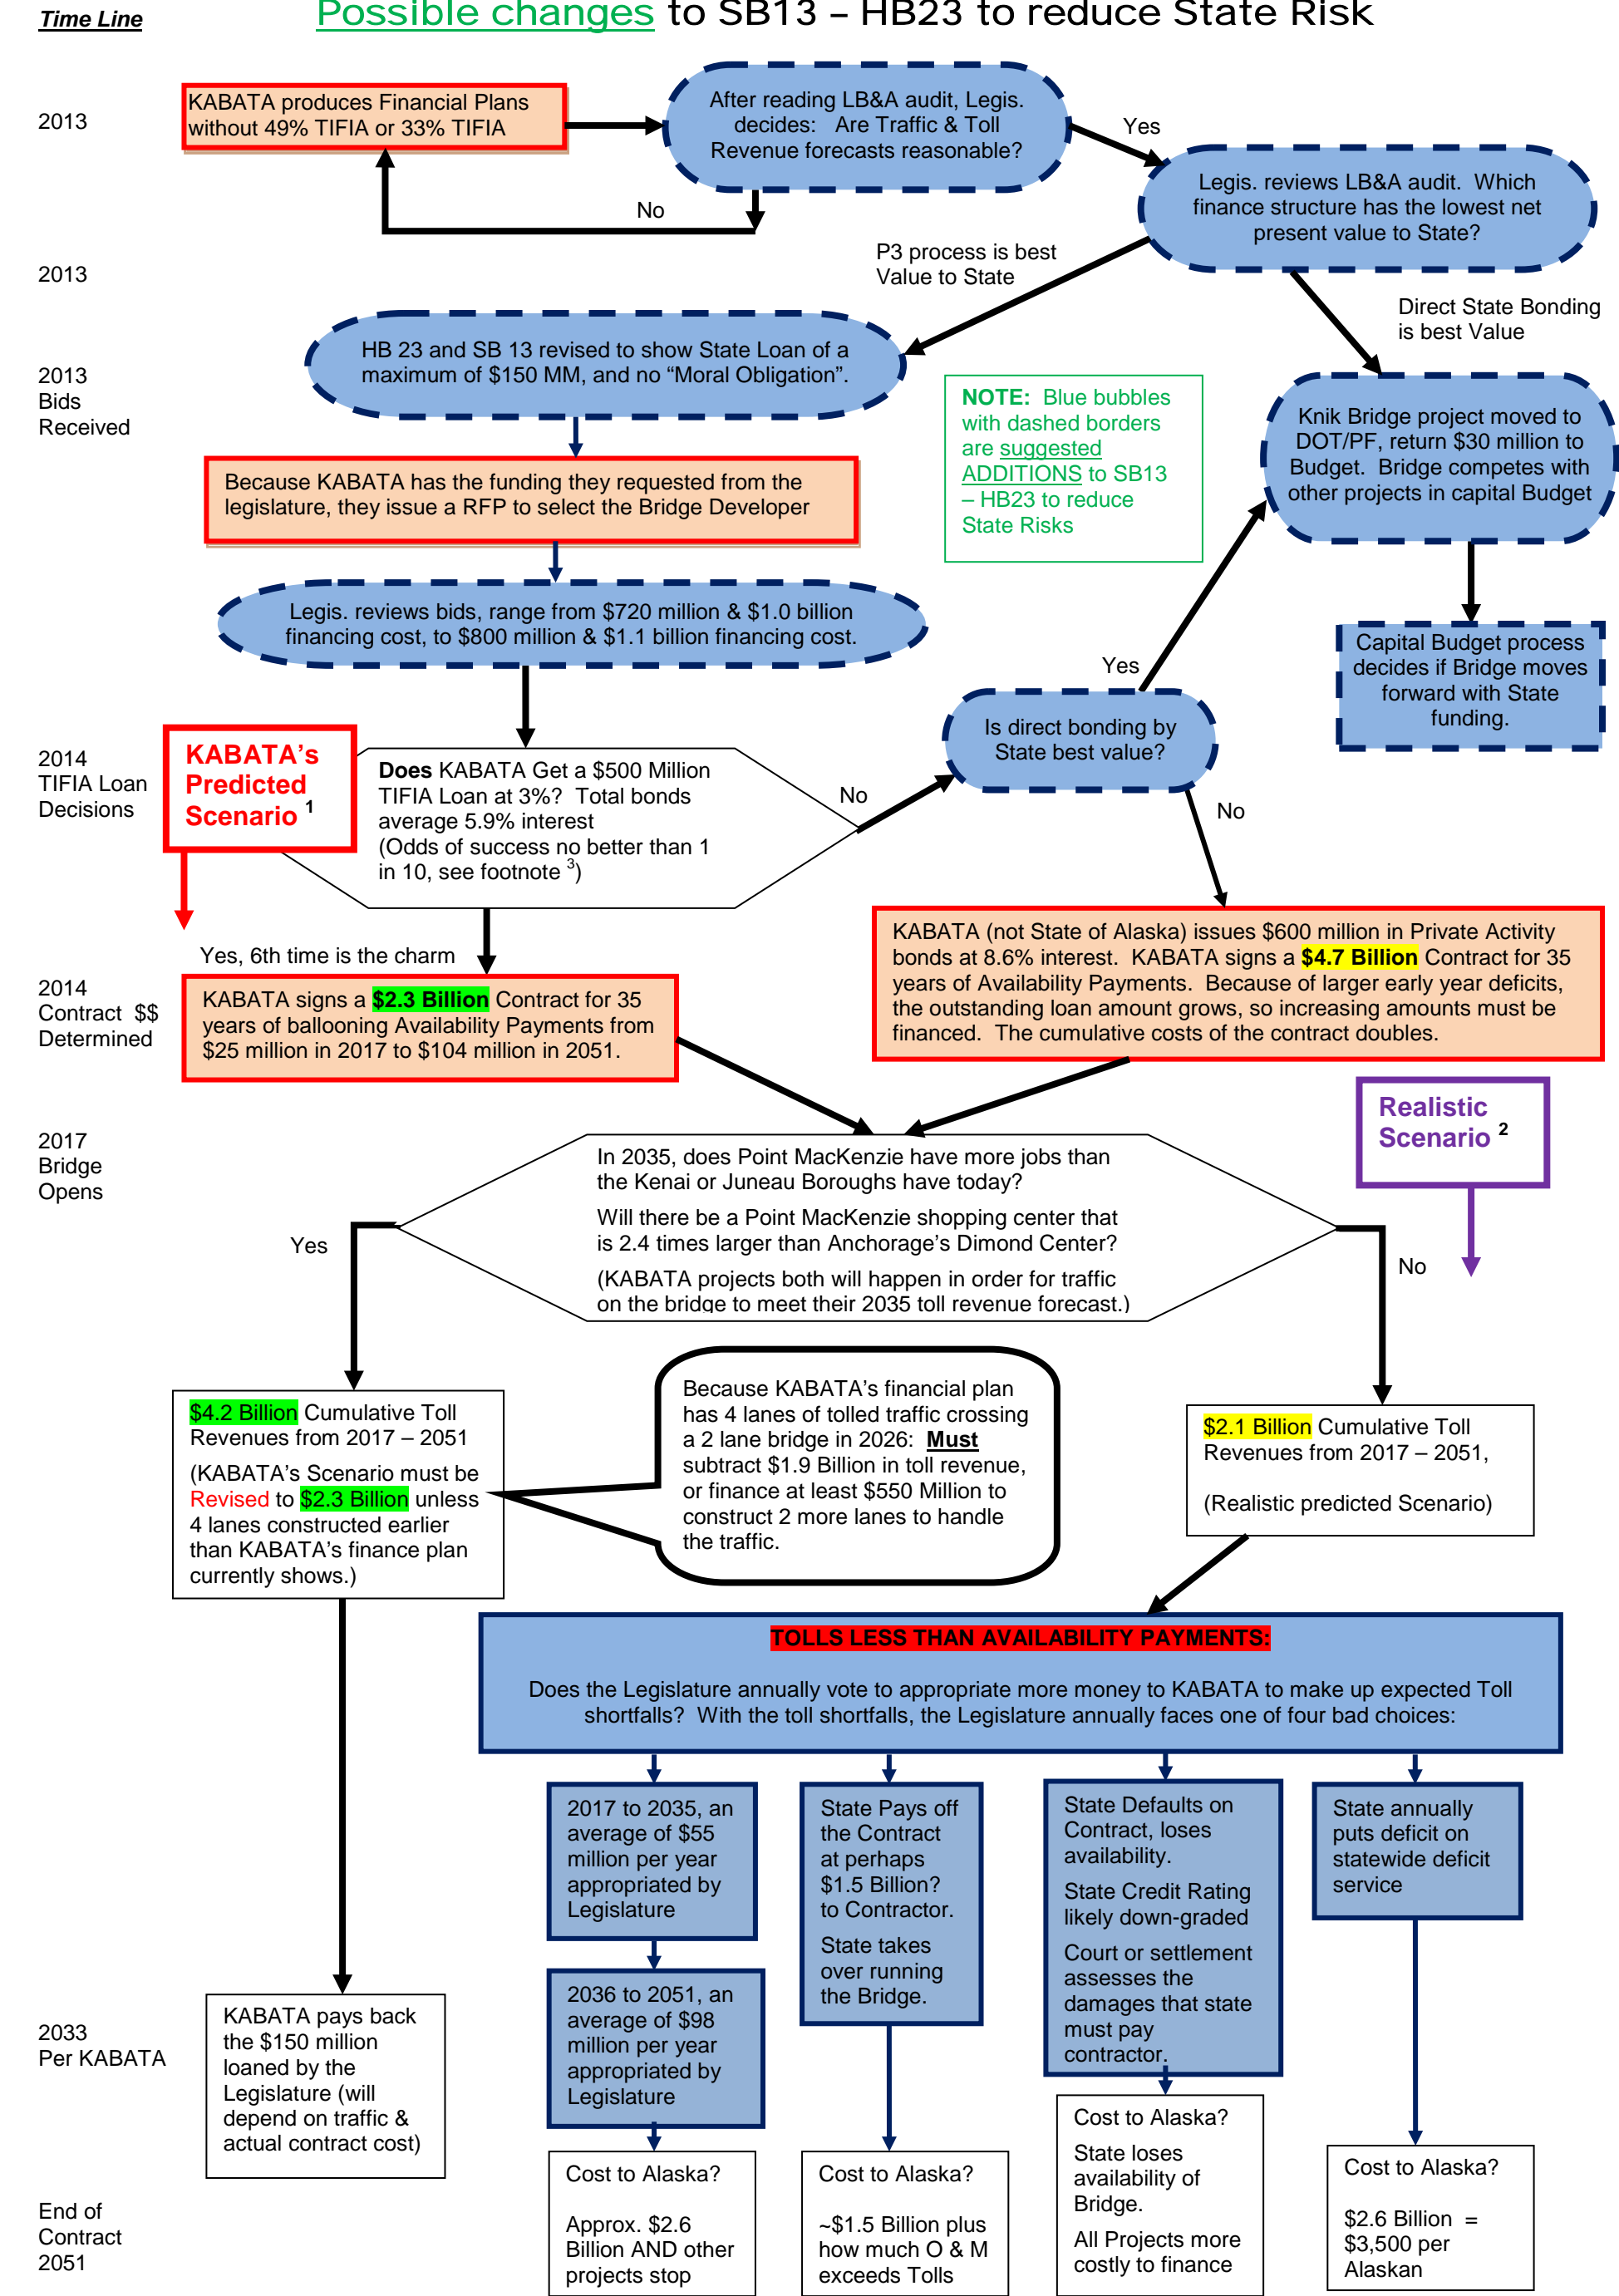 Time Line
Possible changes to SB13 – HB23 to reduce State Risk
2013
KABATA produces Financial Plans
without 49% TIFIA or 33% TIFIA
After reading LB&A audit, Legis.
decides: Are Traffic & Toll
Revenue forecasts reasonable?
Yes
No
Legis. reviews LB&A audit. Which
finance structure has the lowest net
present value to State?
P3 process is best
Value to State
2013
Direct State Bonding
is best Value
HB 23 and SB 13 revised to show State Loan of a
maximum of $150 MM, and no “Moral Obligation”.
2013
Bids
Received
NOTE: Blue bubbles
with dashed borders
are suggested
ADDITIONS to SB13
– HB23 to reduce
State Risks
Knik Bridge project moved to
DOT/PF, return $30 million to
Budget. Bridge competes with
other projects in capital Budget
Because KABATA has the funding they requested from the
legislature, they issue a RFP to select the Bridge Developer
Legis. reviews bids, range from $720 million & $1.0 billion
financing cost, to $800 million & $1.1 billion financing cost.
Capital Budget process
decides if Bridge moves
forward with State
funding.
Yes
Is direct bonding by
State best value?
2014
TIFIA Loan
Decisions
KABATA’s
Predicted
Scenario 1
Does KABATA Get a $500 Million
TIFIA Loan at 3%? Total bonds
average 5.9% interest
(Odds of success no better than 1
in 10, see footnote 3)
No
No
Yes, 6th time is the charm
KABATA (not State of Alaska) issues $600 million in Private Activity
bonds at 8.6% interest. KABATA signs a $4.7 Billion Contract for 35
years of Availability Payments. Because of larger early year deficits,
the outstanding loan amount grows, so increasing amounts must be
financed. The cumulative costs of the contract doubles.
2014
Contract $$
Determined
KABATA signs a $2.3 Billion Contract for 35
years of ballooning Availability Payments from
$25 million in 2017 to $104 million in 2051.
Realistic
Scenario 2
2017
Bridge
Opens
In 2035, does Point MacKenzie have more jobs than
the Kenai or Juneau Boroughs have today?
Will there be a Point MacKenzie shopping center that
is 2.4 times larger than Anchorage’s Dimond Center?
(KABATA projects both will happen in order for traffic
on the bridge to meet their 2035 toll revenue forecast.)
Yes
No
$4.2 Billion Cumulative Toll
Revenues from 2017 – 2051
(KABATA’s Scenario must be
Revised to $2.3 Billion unless
4 lanes constructed earlier
than KABATA’s finance plan
currently shows.)
Because KABATA’s financial plan
has 4 lanes of tolled traffic crossing
a 2 lane bridge in 2026: Must
subtract $1.9 Billion in toll revenue,
or finance at least $550 Million to
construct 2 more lanes to handle
the traffic.
$2.1 Billion Cumulative Toll
Revenues from 2017 – 2051,
(Realistic predicted Scenario)
TOLLS LESS THAN AVAILABILITY PAYMENTS:
Does the Legislature annually vote to appropriate more money to KABATA to make up expected Toll
shortfalls? With the toll shortfalls, the Legislature annually faces one of four bad choices:
2017 to 2035, an
average of $55
million per year
appropriated by
Legislature
2036 to 2051, an
average of $98
million per year
appropriated by
Legislature
State Pays off
the Contract
at perhaps
$1.5 Billion?
to Contractor.
State takes
over running
the Bridge.
State Defaults on
Contract, loses
availability.
State Credit Rating
likely down-graded
Court or settlement
assesses the
damages that state
must pay
contractor.
State annually
puts deficit on
statewide deficit
service
2033
Per KABATA
KABATA pays back
the $150 million
loaned by the
Legislature (will
depend on traffic &
actual contract cost)
End of
Contract
2051
Cost to Alaska?
Approx. $2.6
Billion AND other
projects stop
Cost to Alaska?
~$1.5 Billion plus
how much O & M
exceeds Tolls
Cost to Alaska?
State loses
availability of
Bridge.
All Projects more
costly to finance
Cost to Alaska?
$2.6 Billion =
$3,500 per
Alaskan